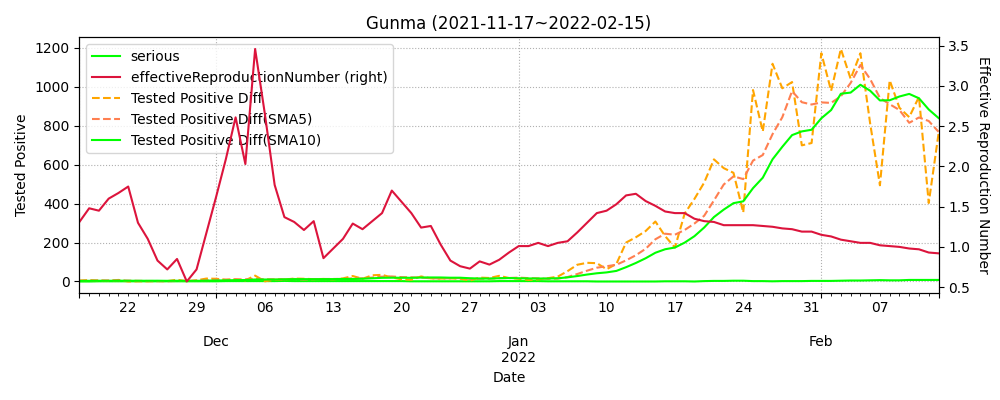 Gunma (2021-11-17~2022-02-15)
serious
effectiveReproductionNumber (right)
Tested Positive Diff
Tested Positive Diff(SMA5)
Tested Positive Diff(SMA10)
Tested Positive
1200
1000
800
600
400
200
0
3.5
3.0
2.5
2.0
1.5
1.0
0.5
Effective Reproduction Number
22 29 06 13 20 27 03 10 17 24 31 07
Dec Jan Feb
2022
Date